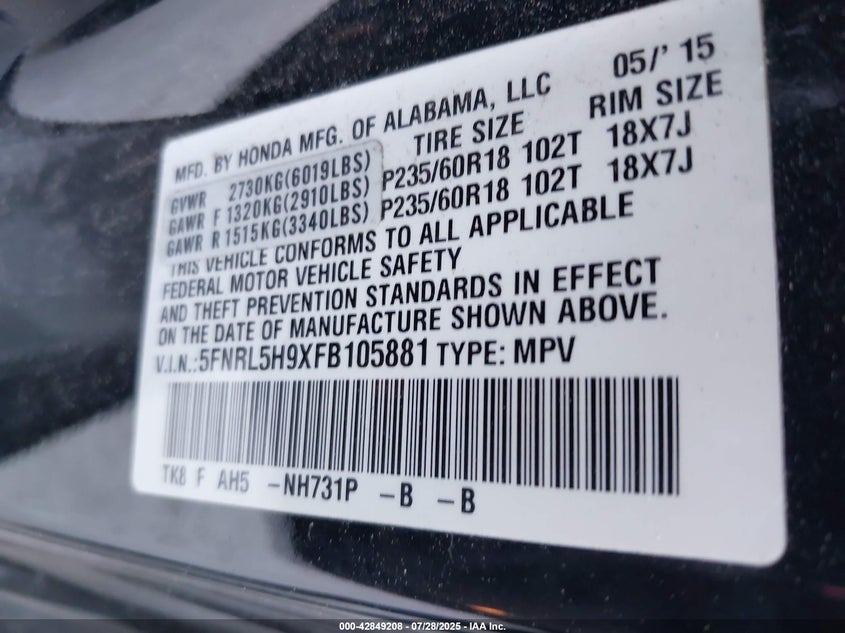 MFD. BY HONDA MFG. OF ALABAMA, LLC 05/' 15
TIRE SIZE RIM SIZE
GVWR 2730KG(6019LBS)
GAWR F 1320KG(2910LBS) P235/60R18 102T 18X7J
GAWR R 1515KG(3340LBS) P235/60R18 102T 18X7J
THIS VEHICLE CONFORMS TO ALL APPLICABLE
FEDERAL MOTOR VEHICLE SAFETY
AND THEFT PREVENTION STANDARDS IN EFFECT
ON THE DATE OF MANUFACTURE SHOWN ABOVE.
V.I.N.:5FNRL5H9XFB105881 TYPE: MPV
TK8 F AH5 -NH731P -B -B
000-42849208 - 07/28/2025 - IAA Inc.